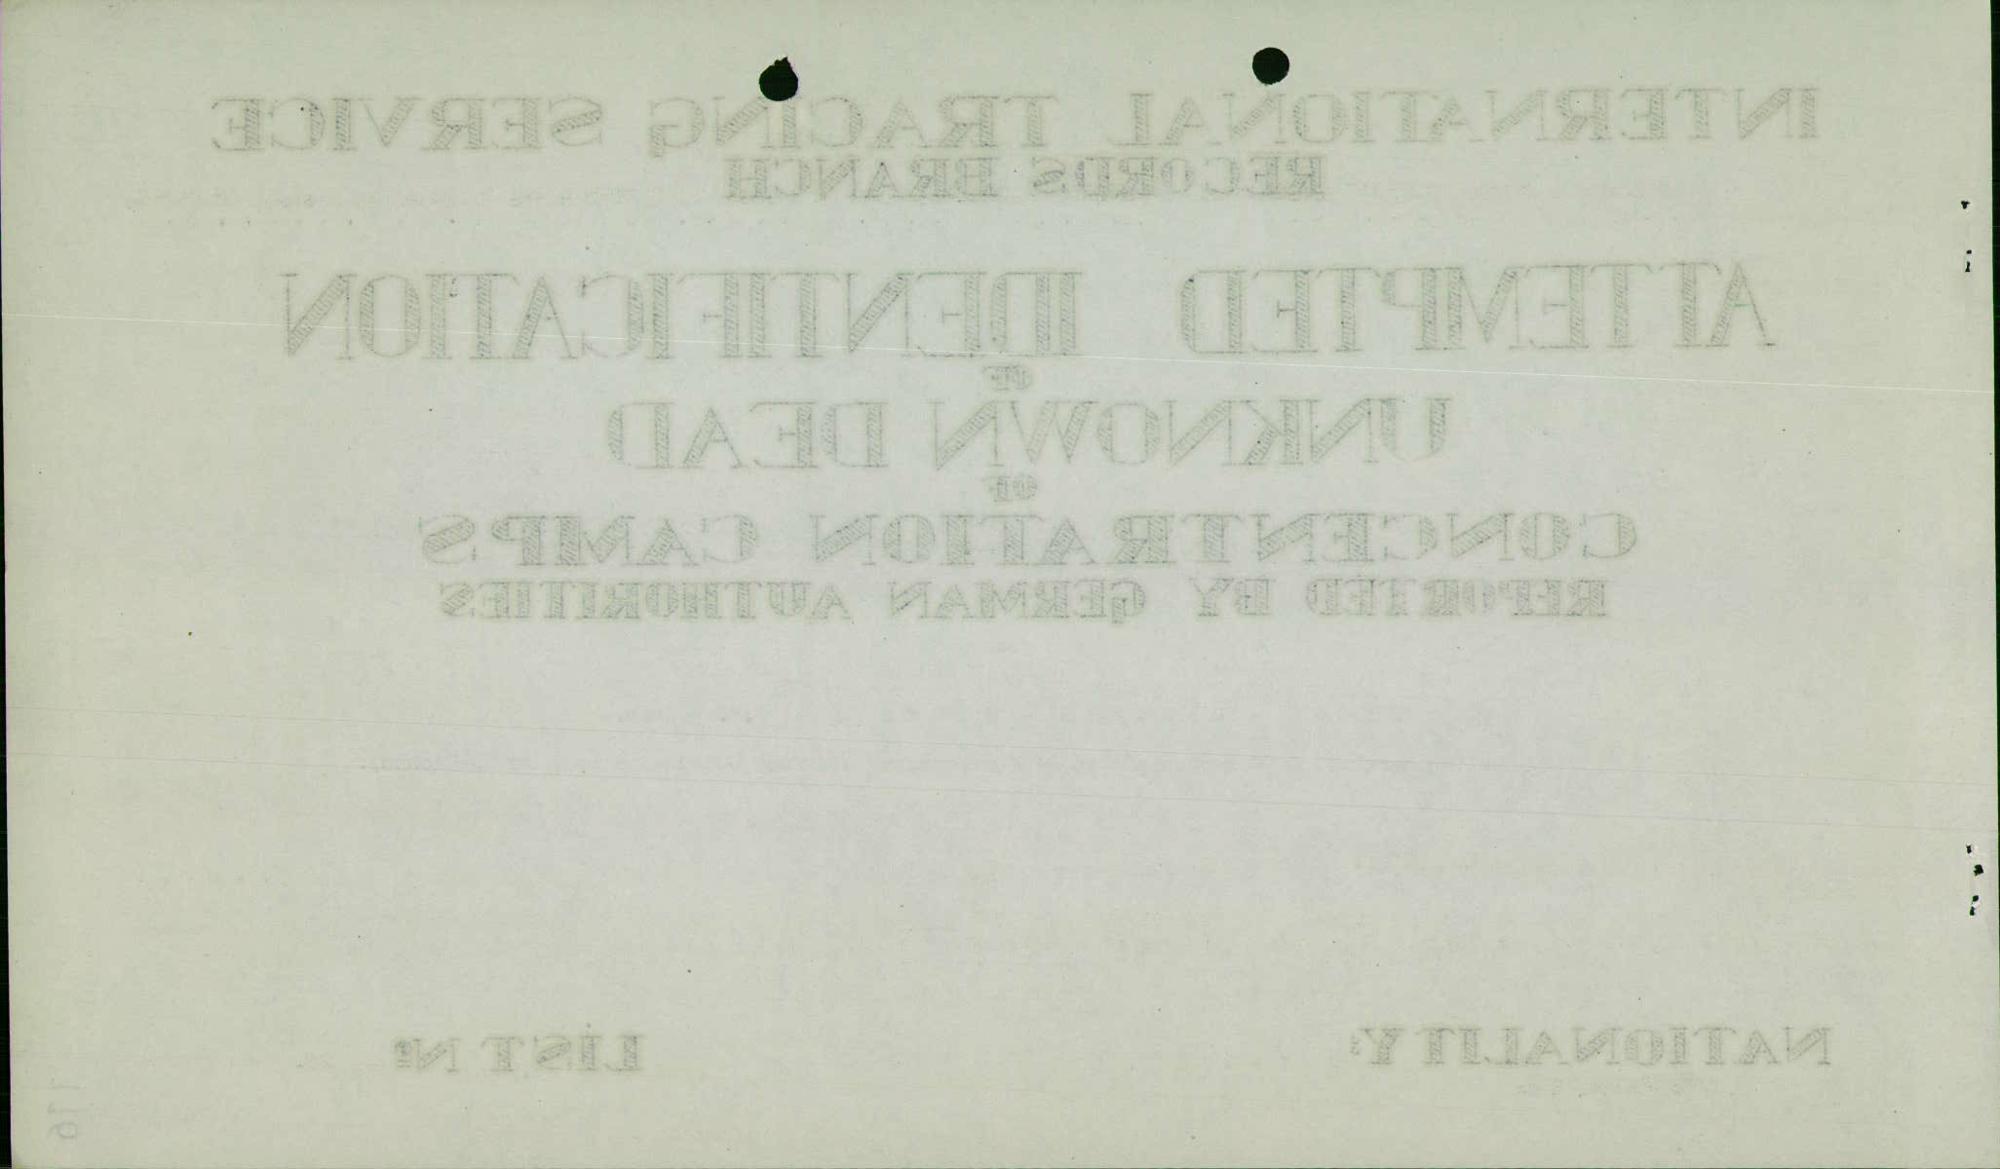 INTERNATIONAL TRACING SERVICE
RECORDS BRANCH
ATTEMPTED IDENTIFICATION
OF
UNKNOWN DEAD
OF
CONCENTRATION CAMPS
REPORTED BY GERMAN AUTHORITIES
NATIONALITY: LIST Nº